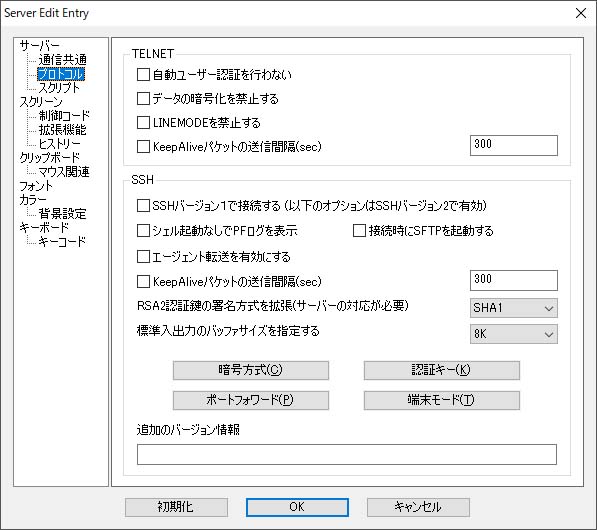 Server Edit Entry
サーバー
通信共通
プロトコル
スクリプト
スクリーン
制御コード
拡張機能
ヒストリー
クリップボード
マウス関連
フォント
カラー
背景設定
キーボード
キーコード
TELNET
自動ユーザー認証を行わない
データの暗号化を禁止する
LINEMODEを禁止する
KeepAliveパケットの送信間隔(sec) 300
SSH
SSHバージョン1で接続する (以下のオプションはSSHバージョン2で有効)
シェル起動なしでPFログを表示 接続時にSFTPを起動する
エージェント転送を有効にする
KeepAliveパケットの送信間隔(sec) 300
RSA2認証鍵の署名方式を拡張(サーバーの対応が必要) SHA1
標準入出力のバッファサイズを指定する 8K
暗号方式(C) 認証キー(K)
ポートフォワード(P) 端末モード(T)
追加のバージョン情報
初期化 OK キャンセル